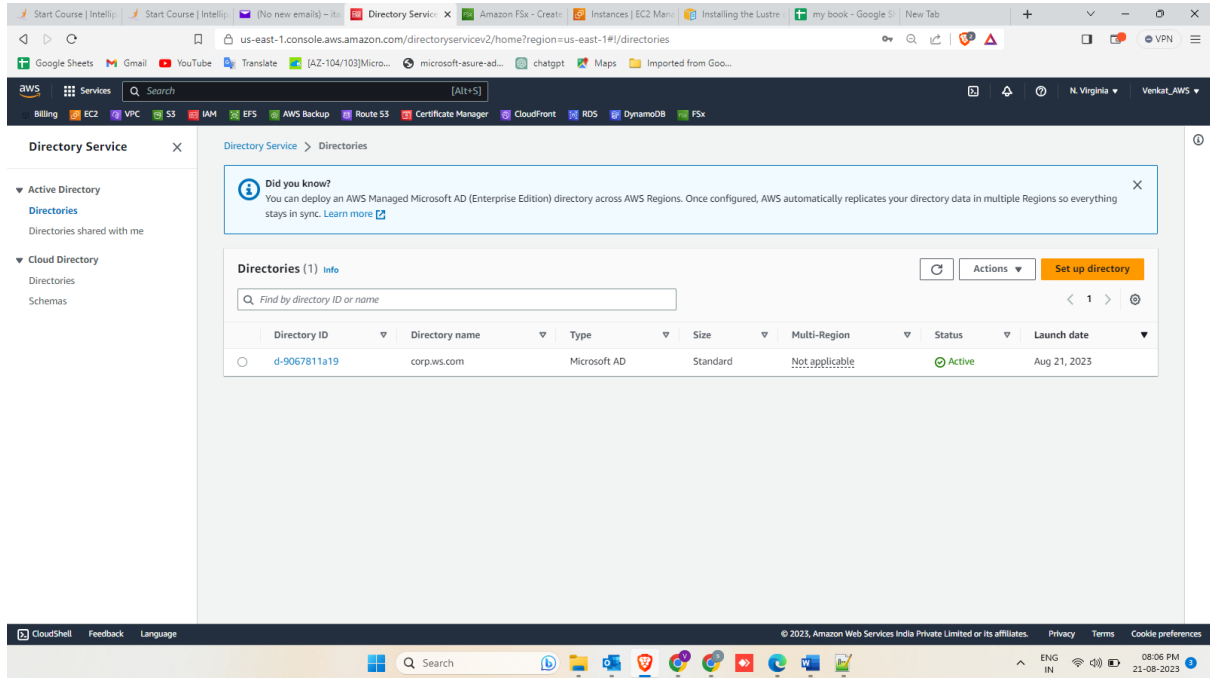 Start Course | Intellip Start Course | Intellip (No new emails) – ita Directory Service Amazon FSx - Create Instances | EC2 Mana Installing the Lustre my book - Google Sh New Tab
us-east-1.console.aws.amazon.com/directoryservicev2/home?region=us-east-1#!/directories VPN
Google Sheets Gmail YouTube Translate [AZ-104/103]Micro... microsoft-asure-ad... chatgpt Maps Imported from Goo...
aws Services Search [Alt+S] N. Virginia Venkat_AWS
Billing EC2 VPC S3 IAM EFS AWS Backup Route 53 Certificate Manager CloudFront RDS DynamoDB FSx
Directory Service
Active Directory
Directories
Directories shared with me
Cloud Directory
Directories
Schemas
Directory Service > Directories
Did you know?
You can deploy an AWS Managed Microsoft AD (Enterprise Edition) directory across AWS Regions. Once configured, AWS automatically replicates your directory data in multiple Regions so everything
stays in sync. Learn more
Directories (1) Info Actions Set up directory
Find by directory ID or name 1
Directory ID Directory name Type Size Multi-Region Status Launch date
d-9067811a19 corp.ws.com Microsoft AD Standard Not applicable Active Aug 21, 2023
CloudShell Feedback Language © 2023, Amazon Web Services India Private Limited or its affiliates. Privacy Terms Cookie preferences
Search ENG 08:06 PM
IN 21-08-2023 3